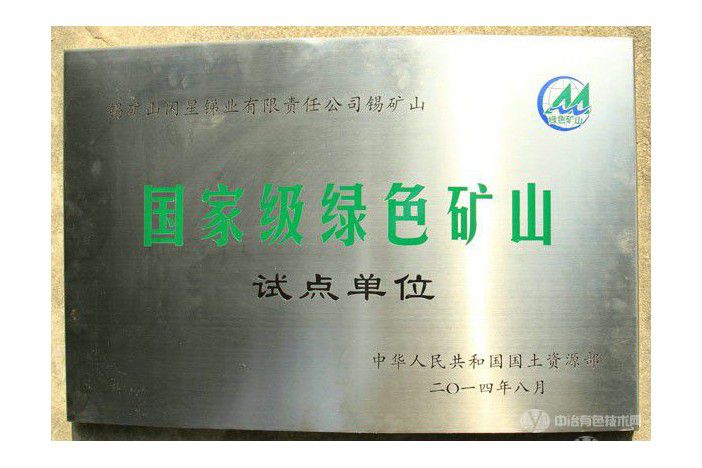 锡矿山闪星锑业有限责任公司锡矿山
绿色矿山
国家级绿色矿山
试点单位
中华人民共和国国土资源部
二〇一四年八月
中冶有色技术网